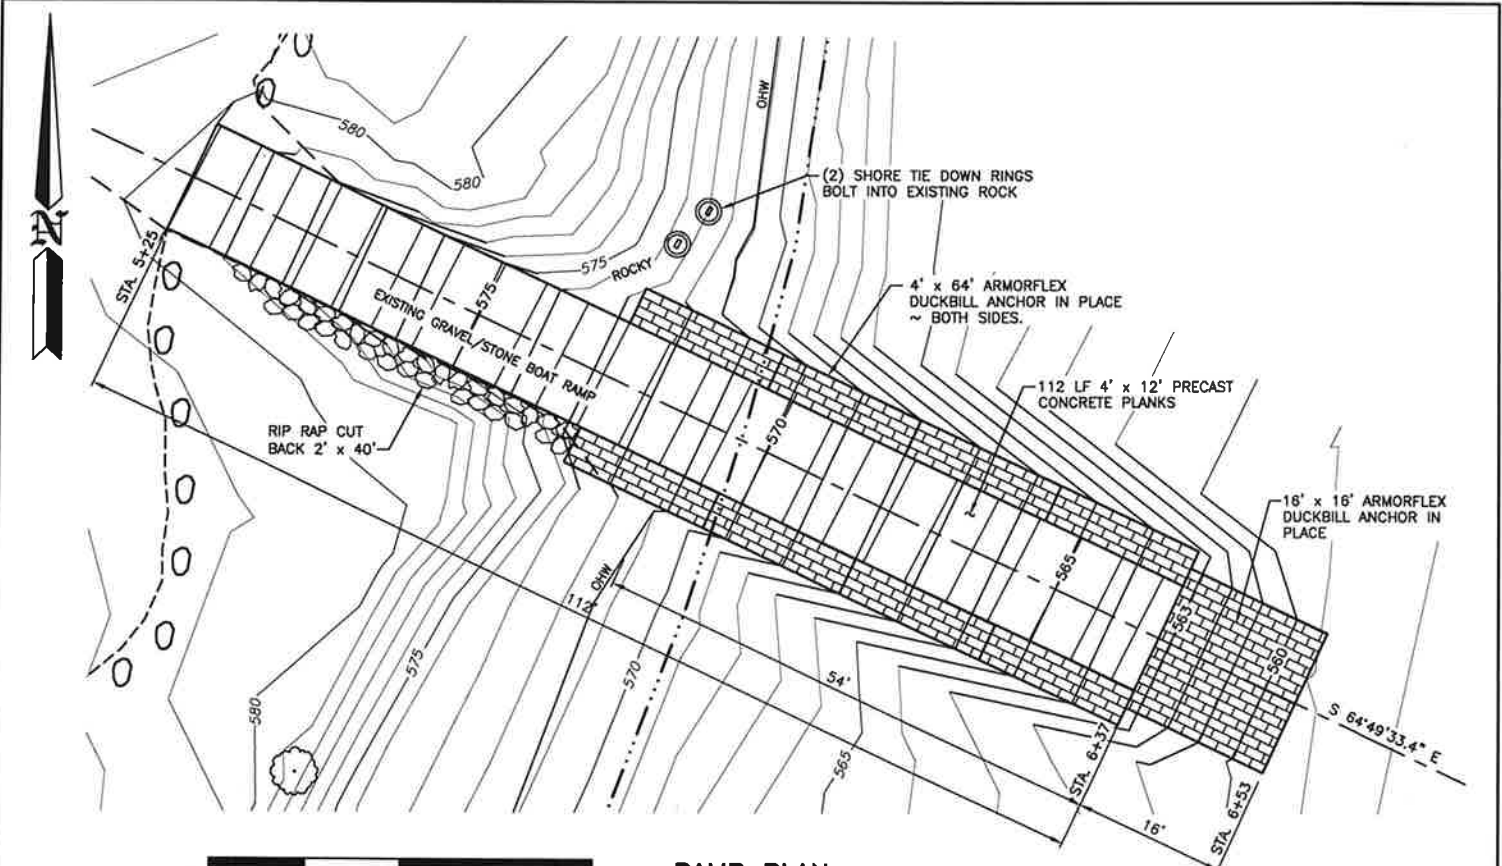 N
580
580
OHW
(2) SHORE TIE DOWN RINGS
BOLT INTO EXISTING ROCK
STA. 5+25
575
ROCKY
575
EXISTING GRAVEL/STONE BOAT RAMP
4' x 64' ARMORFLEX
DUCKBILL ANCHOR IN PLACE
~ BOTH SIDES.
112 LF 4' x 12' PRECAST
CONCRETE PLANKS
RIP RAP CUT
BACK 2' x 40'
570
16' x 16' ARMORFLEX
DUCKBILL ANCHOR IN
PLACE
565
OHW
112'
563
560
575
570
54'
580
S 64°49'33.4" E
565
STA. 6+37
16'
STA. 6+53
RAMP PLAN